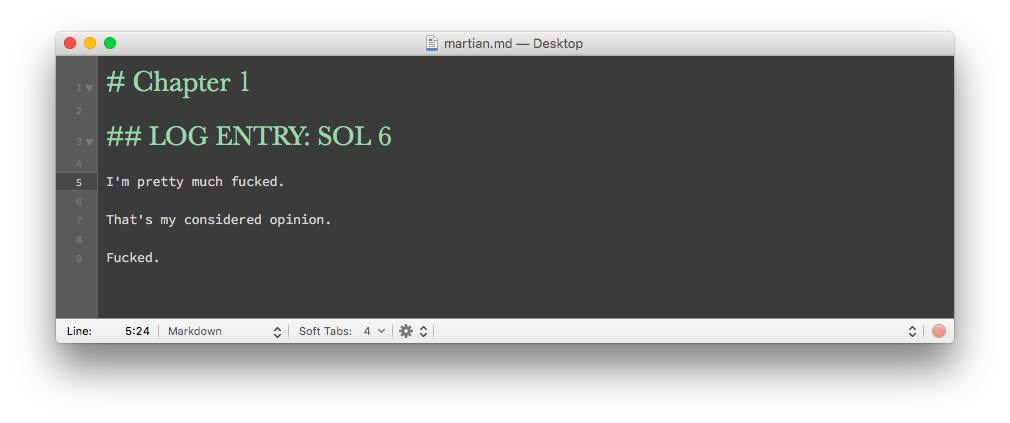 martian.md — Desktop
1 # Chapter 1
2
3 ## LOG ENTRY: SOL 6
4
5 I'm pretty much fucked.
6
7 That's my considered opinion.
8
9 Fucked.
Line: 5:24 Markdown Soft Tabs: 4